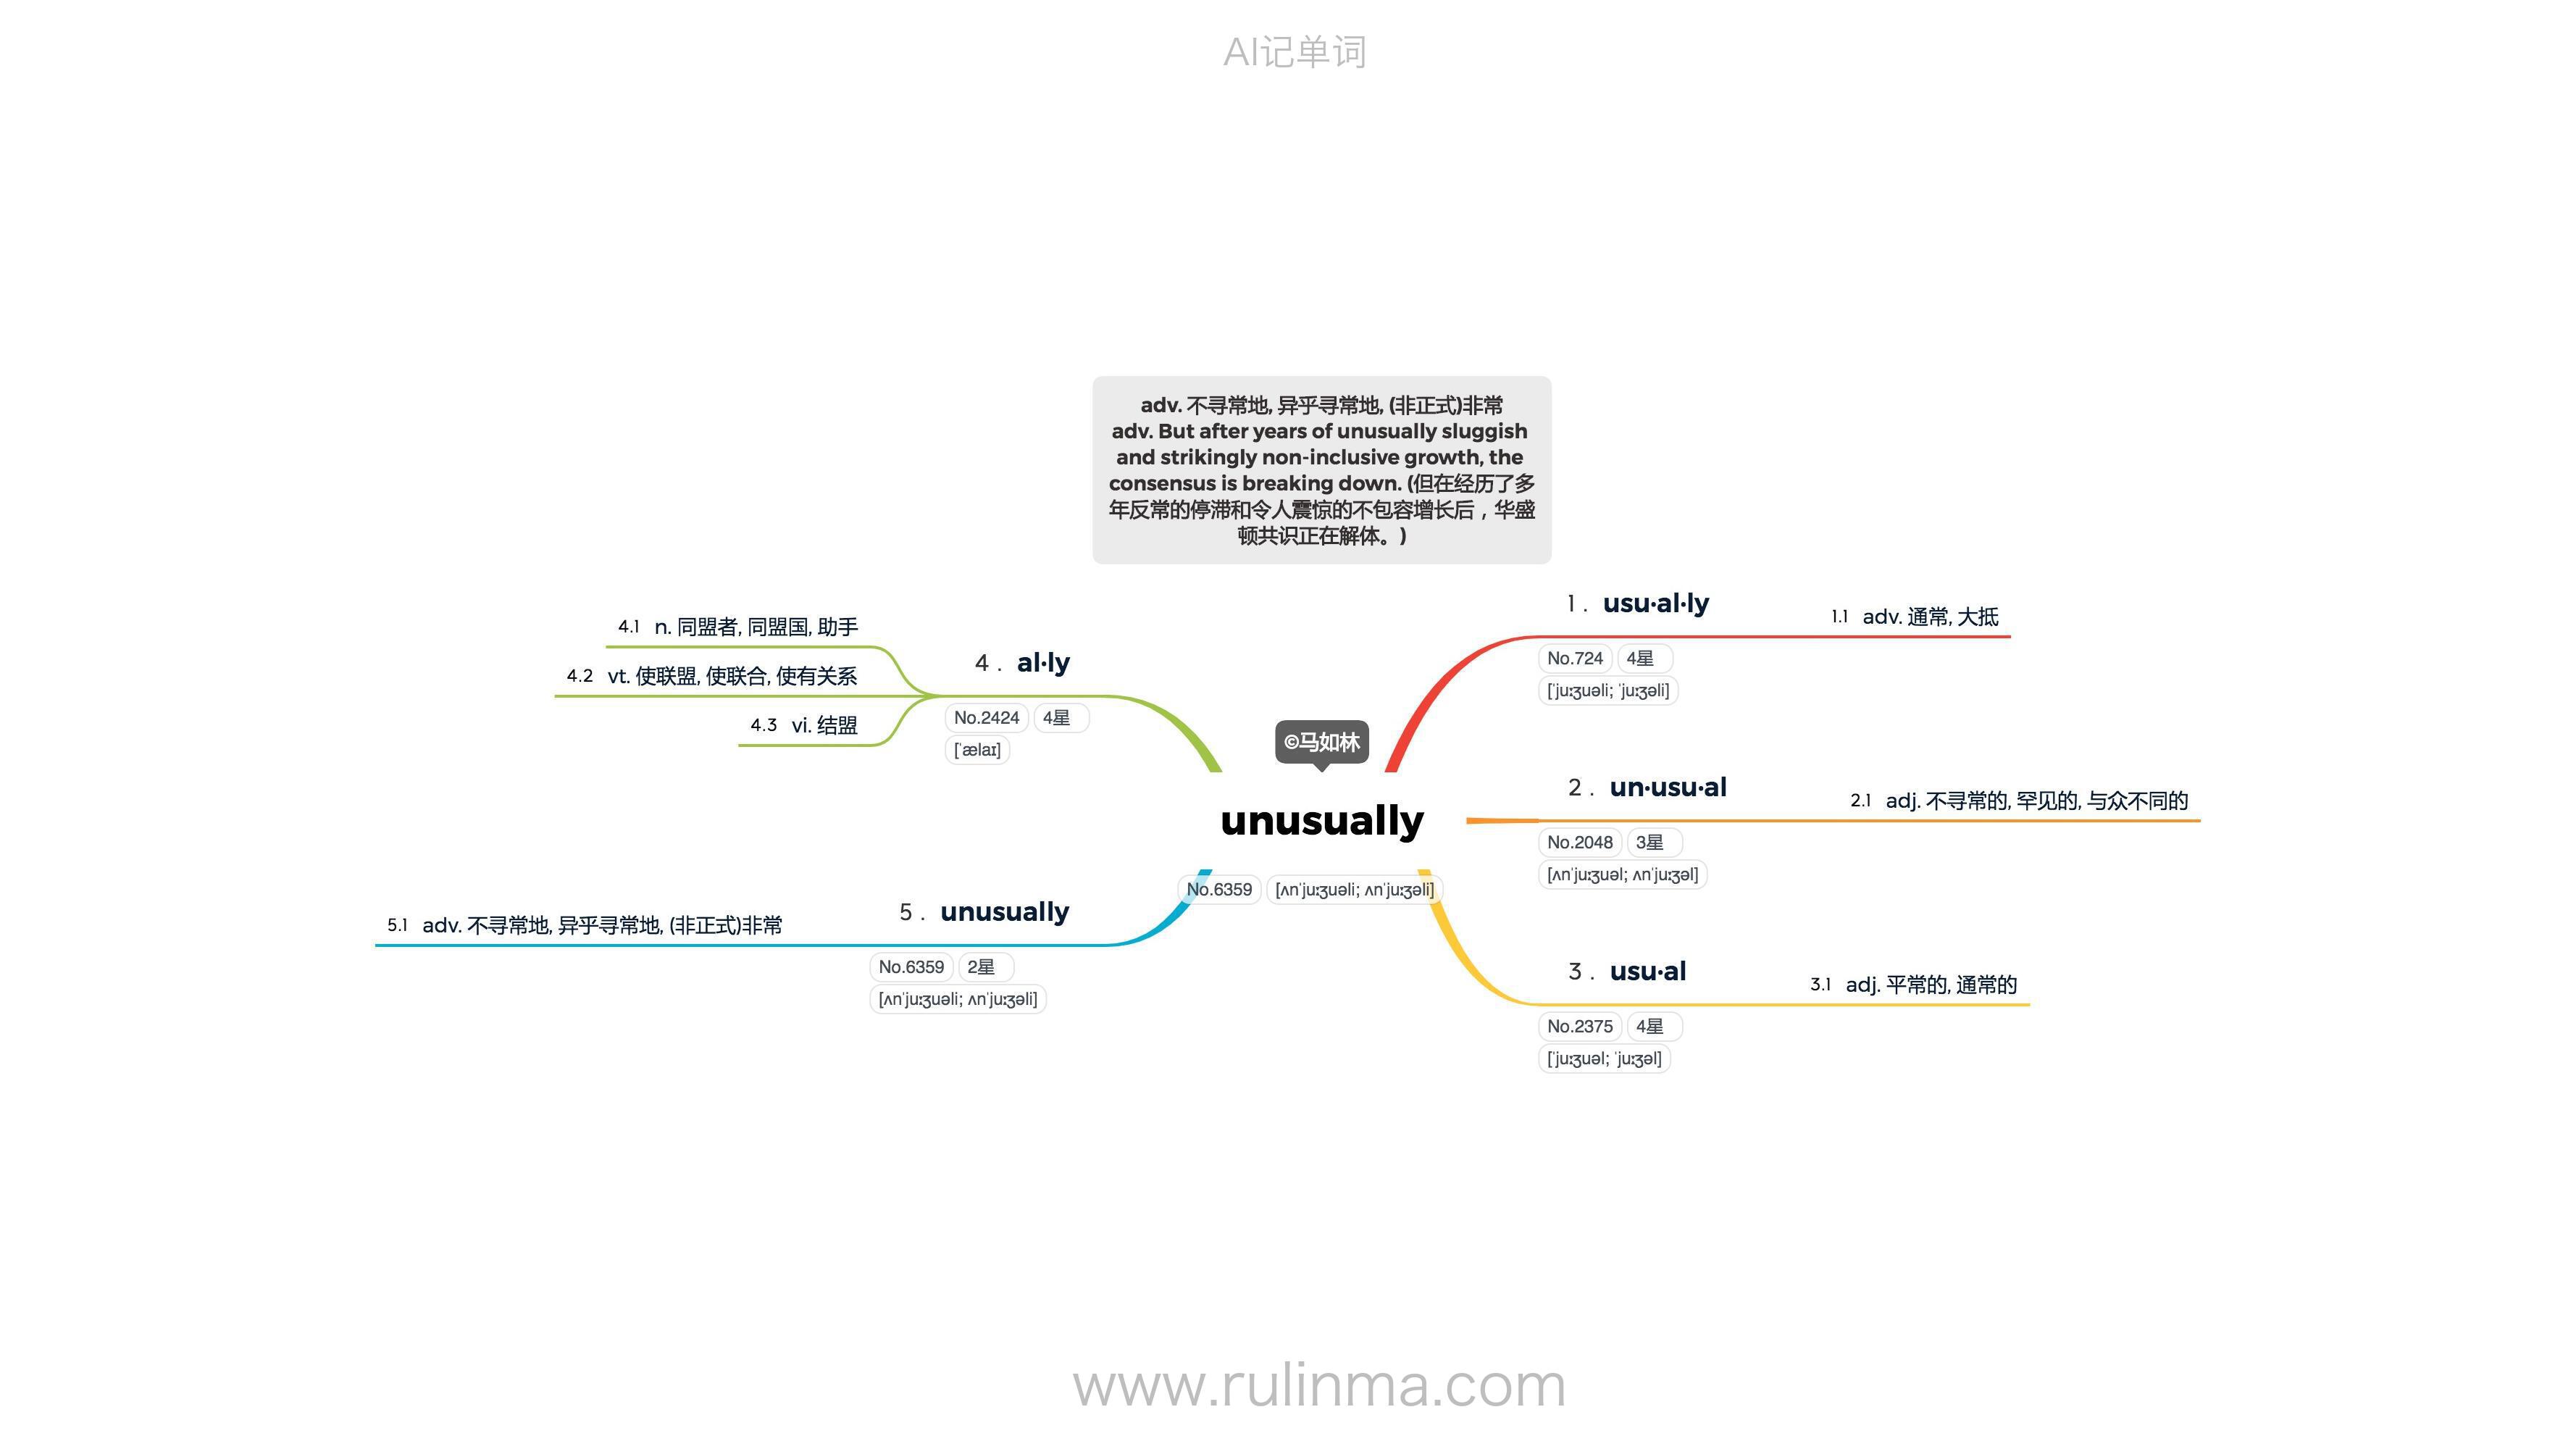 AI记单词
adv. 不寻常地, 异乎寻常地, (非正式)非常
adv. But after years of unusually sluggish
and strikingly non-inclusive growth, the
consensus is breaking down. (但在经历了多
年反常的停滞和令人震惊的不包容增长后，华盛
顿共识正在解体。)
©马如林
unusually
No.6359 [ʌnˈjuːʒuəli; ʌnˈjuːʒəli]
1. usu·al·ly
No.724 4星
[ˈjuːʒuəli; ˈjuːʒəli]
1.1 adv. 通常, 大抵
2. un·usu·al
No.2048 3星
[ʌnˈjuːʒuəl; ʌnˈjuːʒəl]
2.1 adj. 不寻常的, 罕见的, 与众不同的
3. usu·al
No.2375 4星
[ˈjuːʒuəl; ˈjuːʒəl]
3.1 adj. 平常的, 通常的
4. al·ly
No.2424 4星
[ˈælaɪ]
4.1 n. 同盟者, 同盟国, 助手
4.2 vt. 使联盟, 使联合, 使有关系
4.3 vi. 结盟
5. unusually
No.6359 2星
[ʌnˈjuːʒuəli; ʌnˈjuːʒəli]
5.1 adv. 不寻常地, 异乎寻常地, (非正式)非常
www.rulinma.com